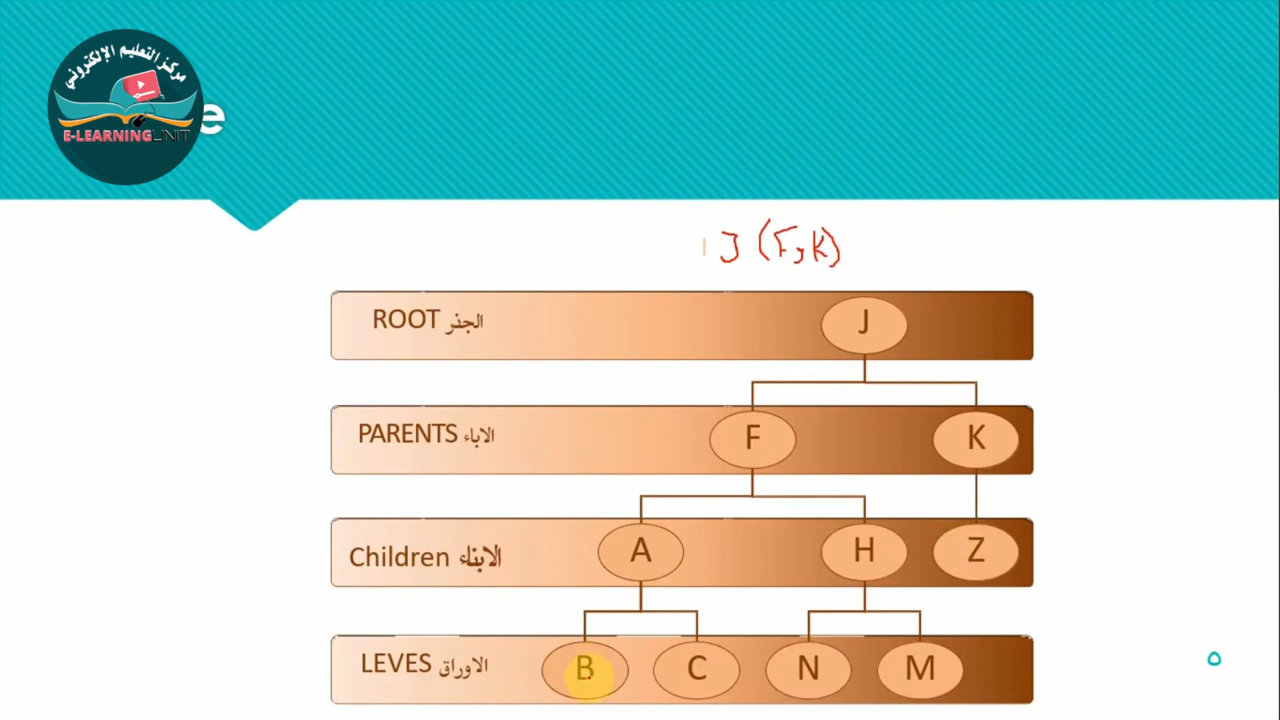 مركز التعليم الإلكتروني
E-LEARNING UNIT
e
J (F,K)
ROOT الجذر
J
PARENTS الاباء
F K
Children الابناء
A H Z
LEVES الاوراق
B C N M
٥